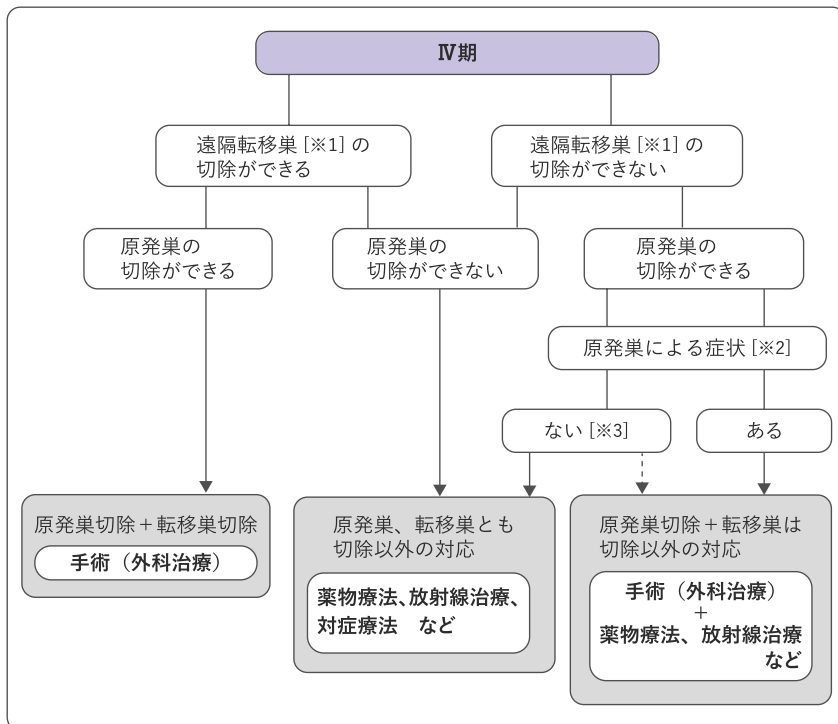 Ⅳ期
遠隔転移巣[※1]の
切除ができる
遠隔転移巣[※1]の
切除ができない
原発巣の
切除ができる
原発巣の
切除ができない
原発巣の
切除ができる
原発巣による症状[※2]
ない[※3]
ある
原発巣切除+転移巣切除
手術(外科治療)
原発巣、転移巣とも
切除以外の対応
薬物療法、放射線治療、
対症療法 など
原発巣切除+転移巣は
切除以外の対応
手術(外科治療)
+
薬物療法、放射線治療
など